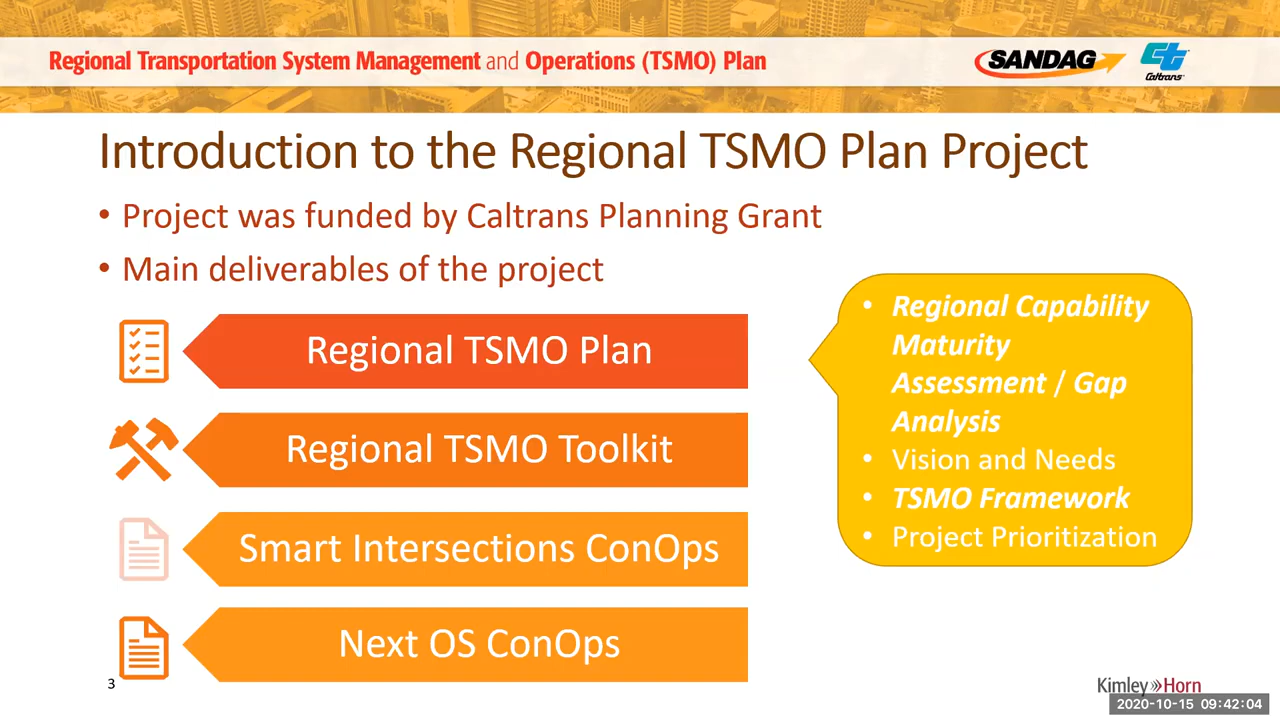 Regional Transportation System Management and Operations (TSMO) Plan
SANDAG
Caltrans
Introduction to the Regional TSMO Plan Project
• Project was funded by Caltrans Planning Grant
• Main deliverables of the project
Regional TSMO Plan
Regional TSMO Toolkit
Smart Intersections ConOps
Next OS ConOps
• Regional Capability
Maturity
Assessment / Gap
Analysis
• Vision and Needs
• TSMO Framework
• Project Prioritization
3
Kimley»Horn
2020-10-15 09:42:04